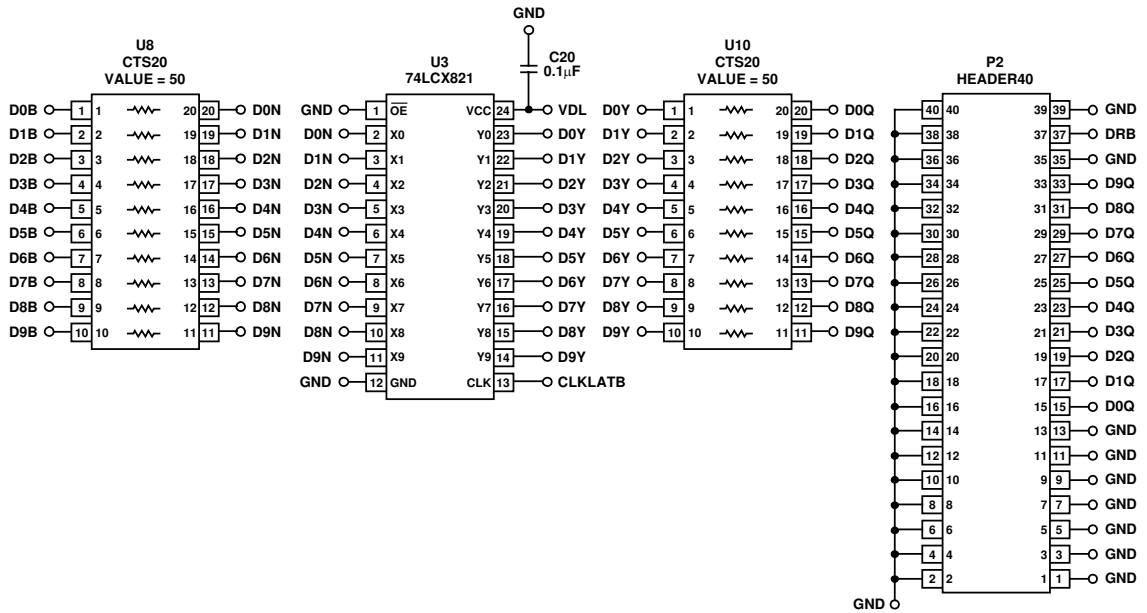 GND
U8
CTS20
VALUE = 50
U3
74LCX821
C20
0.1μF
U10
CTS20
VALUE = 50
P2
HEADER40
D0B 1 1 20 20 D0N
D1B 2 2 19 19 D1N
D2B 3 3 18 18 D2N
D3B 4 4 17 17 D3N
D4B 5 5 16 16 D4N
D5B 6 6 15 15 D5N
D6B 7 7 14 14 D6N
D7B 8 8 13 13 D7N
D8B 9 9 12 12 D8N
D9B 10 10 11 11 D9N
GND 1 OE VCC 24 VDL
D0N 2 X0 Y0 23 D0Y
D1N 3 X1 Y1 22 D1Y
D2N 4 X2 Y2 21 D2Y
D3N 5 X3 Y3 20 D3Y
D4N 6 X4 Y4 19 D4Y
D5N 7 X5 Y5 18 D5Y
D6N 8 X6 Y6 17 D6Y
D7N 9 X7 Y7 16 D7Y
D8N 10 X8 Y8 15 D8Y
D9N 11 X9 Y9 14 D9Y
GND 12 GND CLK 13 CLKLATB
D0Y 1 1 20 20 D0Q
D1Y 2 2 19 19 D1Q
D2Y 3 3 18 18 D2Q
D3Y 4 4 17 17 D3Q
D4Y 5 5 16 16 D4Q
D5Y 6 6 15 15 D5Q
D6Y 7 7 14 14 D6Q
D7Y 8 8 13 13 D7Q
D8Y 9 9 12 12 D8Q
D9Y 10 10 11 11 D9Q
40 40 39 39 GND
38 38 37 37 DRB
36 36 35 35 GND
34 34 33 33 D9Q
32 32 31 31 D8Q
30 30 29 29 D7Q
28 28 27 27 D6Q
26 26 25 25 D5Q
24 24 23 23 D4Q
22 22 21 21 D3Q
20 20 19 19 D2Q
18 18 17 17 D1Q
16 16 15 15 D0Q
14 14 13 13 GND
12 12 11 11 GND
10 10 9 9 GND
8 8 7 7 GND
6 6 5 5 GND
4 4 3 3 GND
2 2 1 1 GND
GND